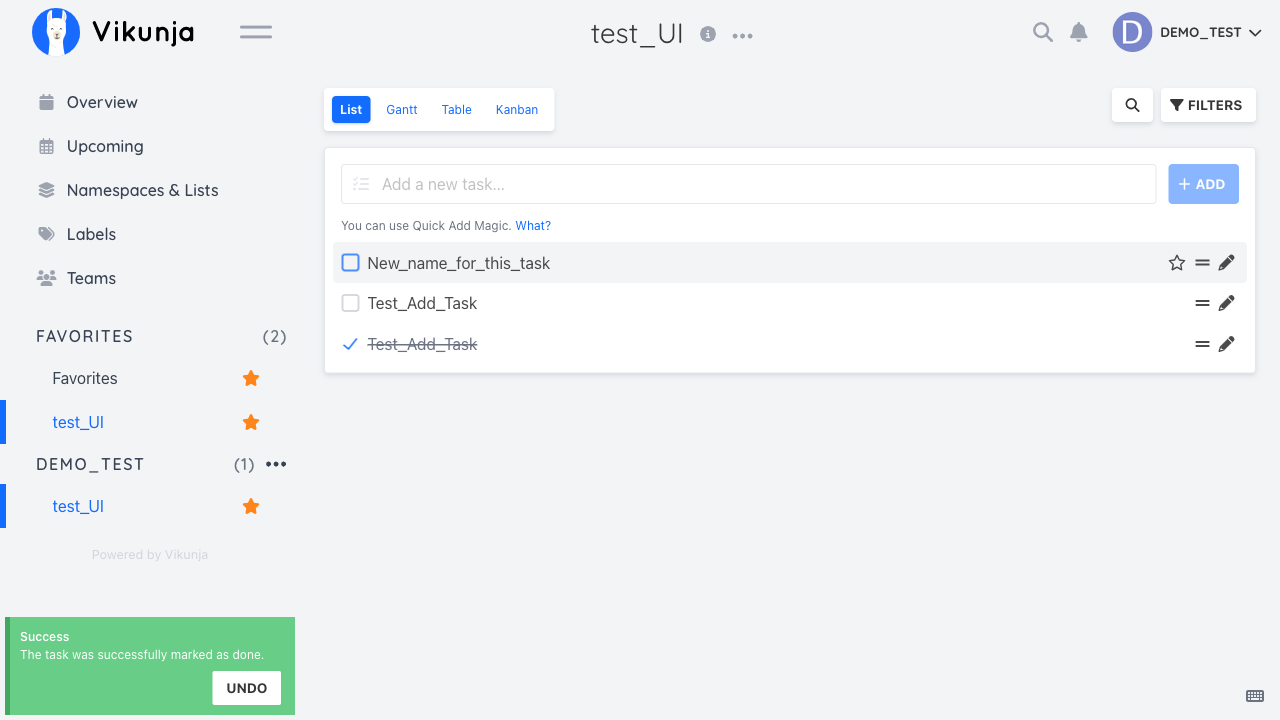 Vikunja
test_UI
D
DEMO_TEST
Overview
Upcoming
Namespaces & Lists
Labels
Teams
FAVORITES (2)
Favorites
test_UI
DEMO_TEST (1)
test_UI
Powered by Vikunja
List Gantt Table Kanban
FILTERS
Add a new task...
ADD
You can use Quick Add Magic. What?
New_name_for_this_task
Test_Add_Task
Test_Add_Task
Success
The task was successfully marked as done.
UNDO